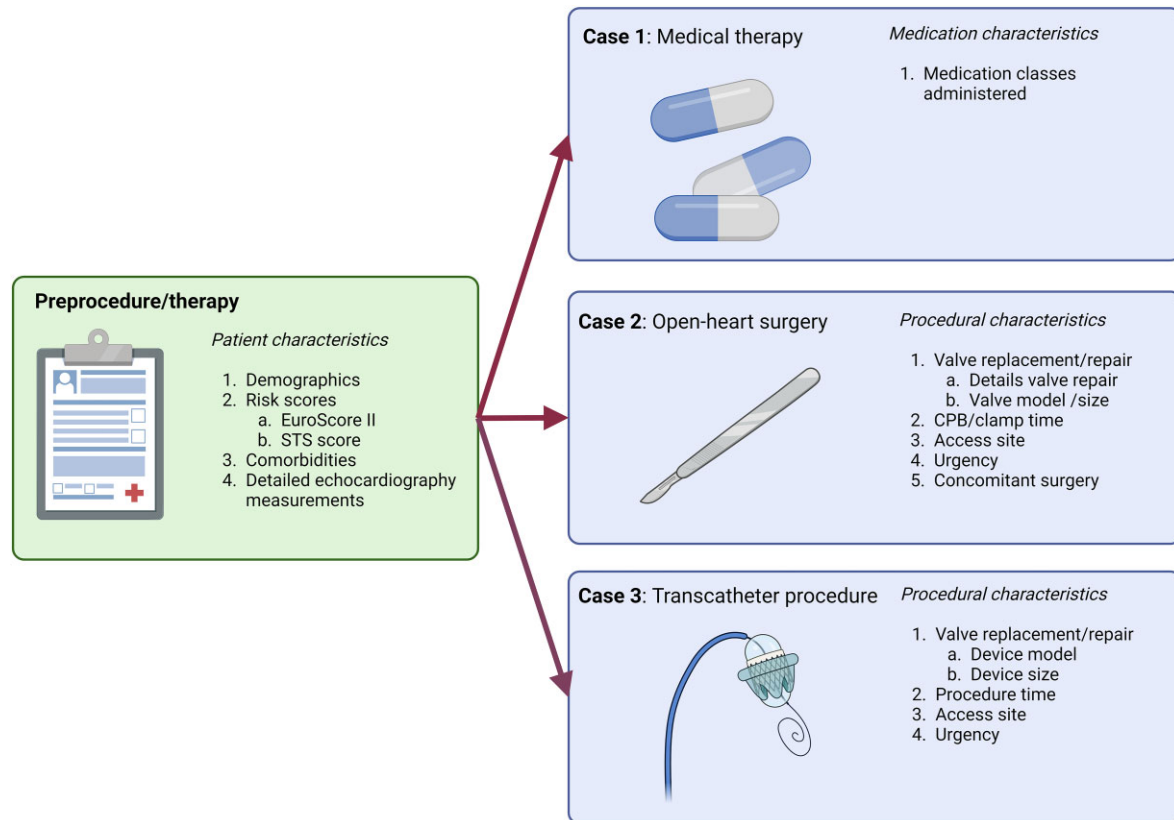 Preprocedure/therapy
Patient characteristics
1. Demographics
2. Risk scores
a. EuroScore II
b. STS score
3. Comorbidities
4. Detailed echocardiography
measurements
Case 1: Medical therapy
Medication characteristics
1. Medication classes
administered
Case 2: Open-heart surgery
Procedural characteristics
1. Valve replacement/repair
a. Details valve repair
b. Valve model /size
2. CPB/clamp time
3. Access site
4. Urgency
5. Concomitant surgery
Case 3: Transcatheter procedure
Procedural characteristics
1. Valve replacement/repair
a. Device model
b. Device size
2. Procedure time
3. Access site
4. Urgency